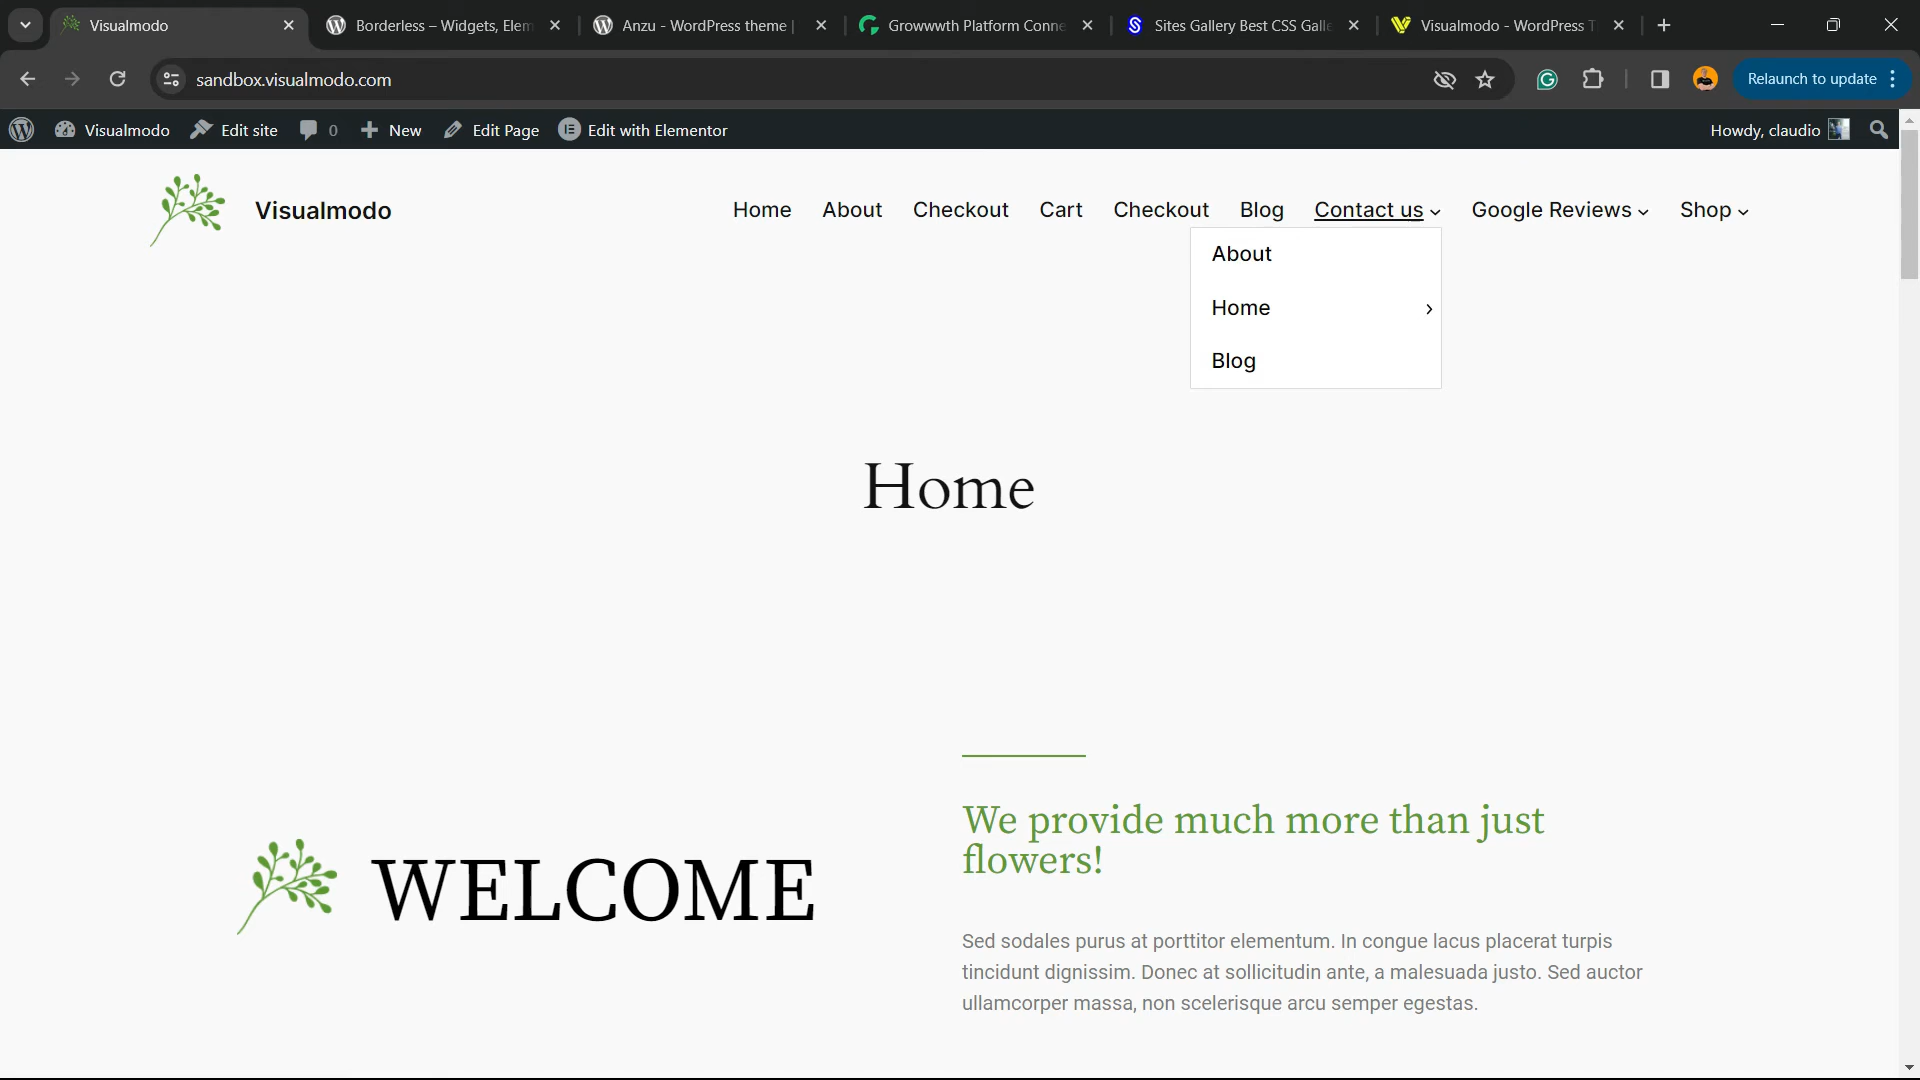 Visualmodo
Borderless – Widgets, Elem
Anzu - WordPress theme |
Growwwth Platform Conne
Sites Gallery Best CSS Galle
Visualmodo - WordPress T
sandbox.visualmodo.com
Relaunch to update
Visualmodo
Edit site
0
New
Edit Page
Edit with Elementor
Howdy, claudio
Visualmodo
Home
About
Checkout
Cart
Checkout
Blog
Contact us
Google Reviews
Shop
About
Home
Blog
Home
WELCOME
We provide much more than just
flowers!
Sed sodales purus at porttitor elementum. In congue lacus placerat turpis
tincidunt dignissim. Donec at sollicitudin ante, a malesuada justo. Sed auctor
ullamcorper massa, non scelerisque arcu semper egestas.